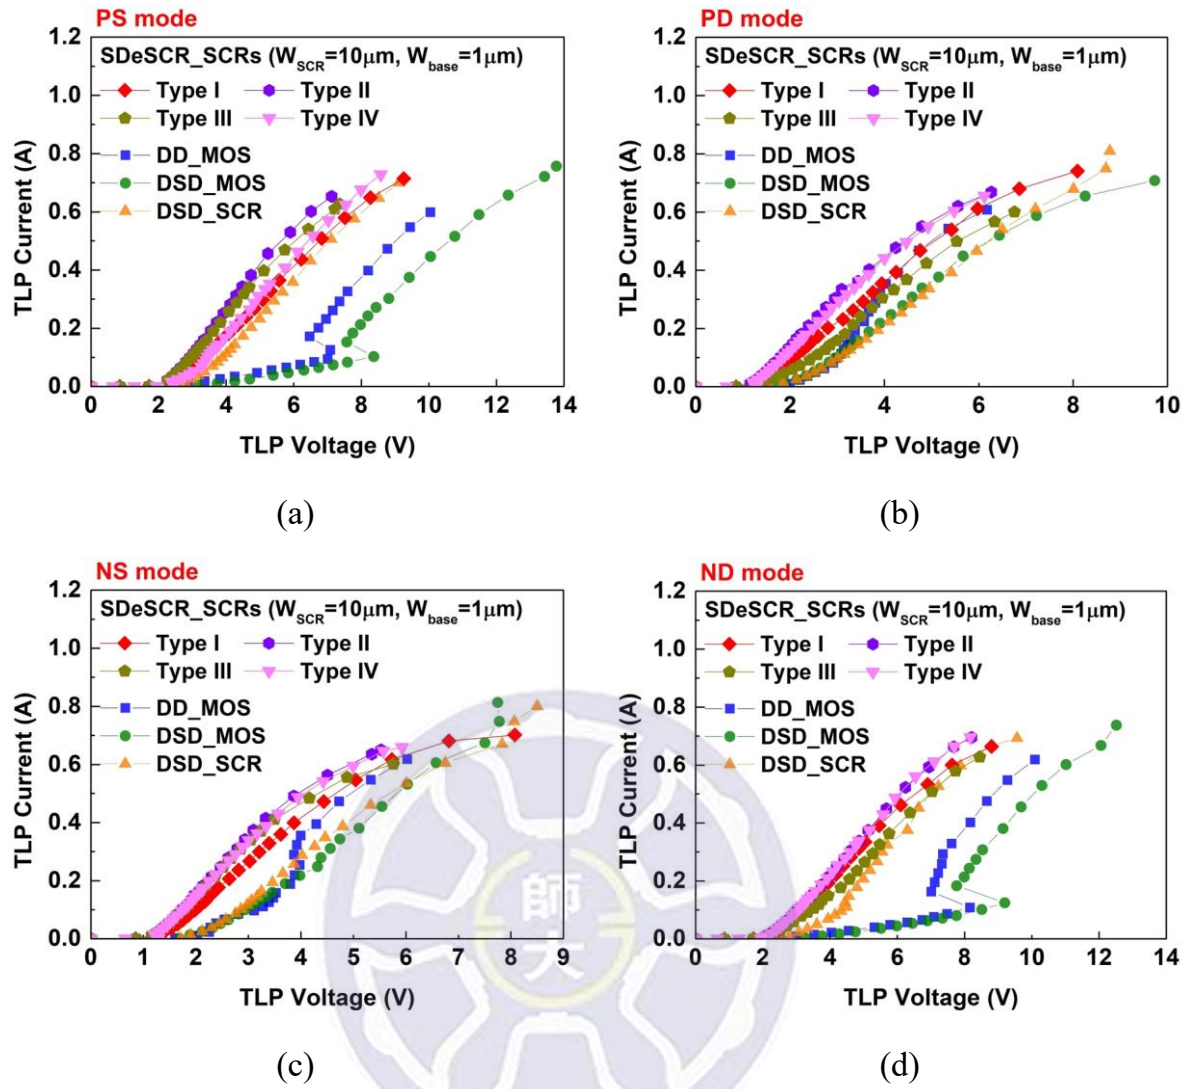 PS mode
SDeSCR_SCRs (W_SCR=10μm, W_base=1μm)
Type I Type II
Type III Type IV
DD_MOS
DSD_MOS
DSD_SCR
TLP Current (A)
1.2
1.0
0.8
0.6
0.4
0.2
0.0
0 2 4 6 8 10 12 14
TLP Voltage (V)
(a)
PD mode
SDeSCR_SCRs (W_SCR=10μm, W_base=1μm)
Type I Type II
Type III Type IV
DD_MOS
DSD_MOS
DSD_SCR
TLP Current (A)
1.2
1.0
0.8
0.6
0.4
0.2
0.0
0 2 4 6 8 10
TLP Voltage (V)
(b)
NS mode
SDeSCR_SCRs (W_SCR=10μm, W_base=1μm)
Type I Type II
Type III Type IV
DD_MOS
DSD_MOS
DSD_SCR
TLP Current (A)
1.2
1.0
0.8
0.6
0.4
0.2
0.0
0 1 2 3 4 5 6 7 8 9
TLP Voltage (V)
(c)
ND mode
SDeSCR_SCRs (W_SCR=10μm, W_base=1μm)
Type I Type II
Type III Type IV
DD_MOS
DSD_MOS
DSD_SCR
TLP Current (A)
1.2
1.0
0.8
0.6
0.4
0.2
0.0
0 2 4 6 8 10 12 14
TLP Voltage (V)
(d)
師
大